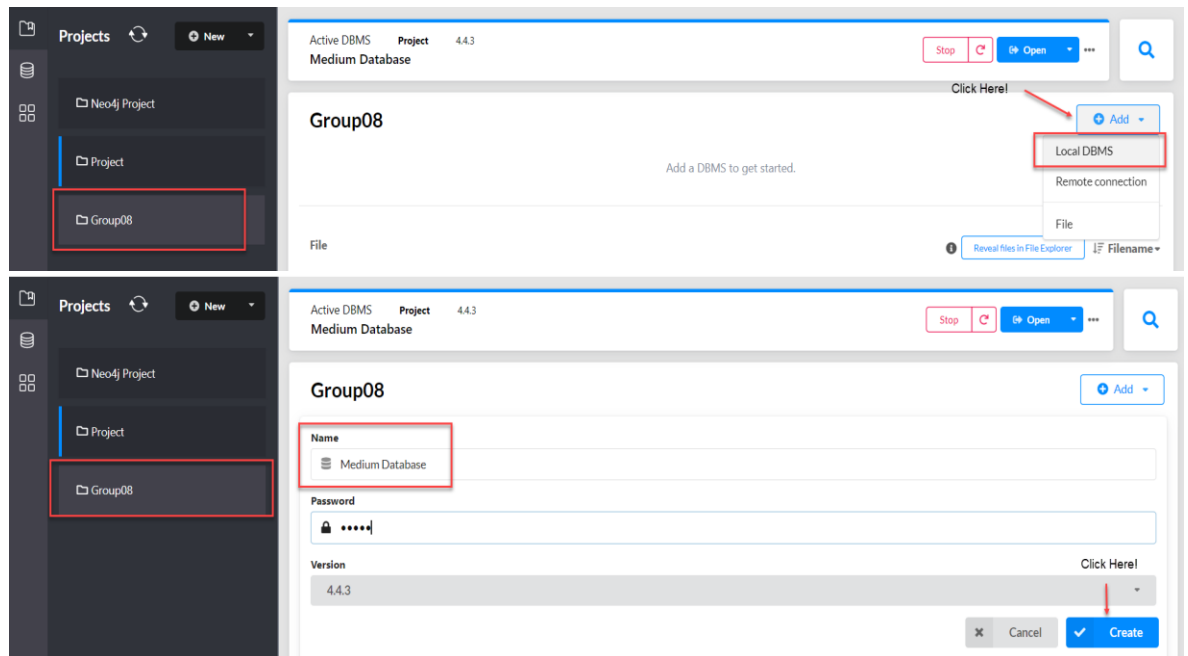 Projects
New
Neo4j Project
Project
Group08
Active DBMS Project 4.4.3
Medium Database
Stop
Open
Click Here!
Group08
Add
Local DBMS
Remote connection
File
Add a DBMS to get started.
File
Reveal files in File Explorer
Filename
Projects
New
Neo4j Project
Project
Group08
Active DBMS Project 4.4.3
Medium Database
Stop
Open
Group08
Add
Name
Medium Database
Password
•••••
Version
Click Here!
4.4.3
Cancel
Create